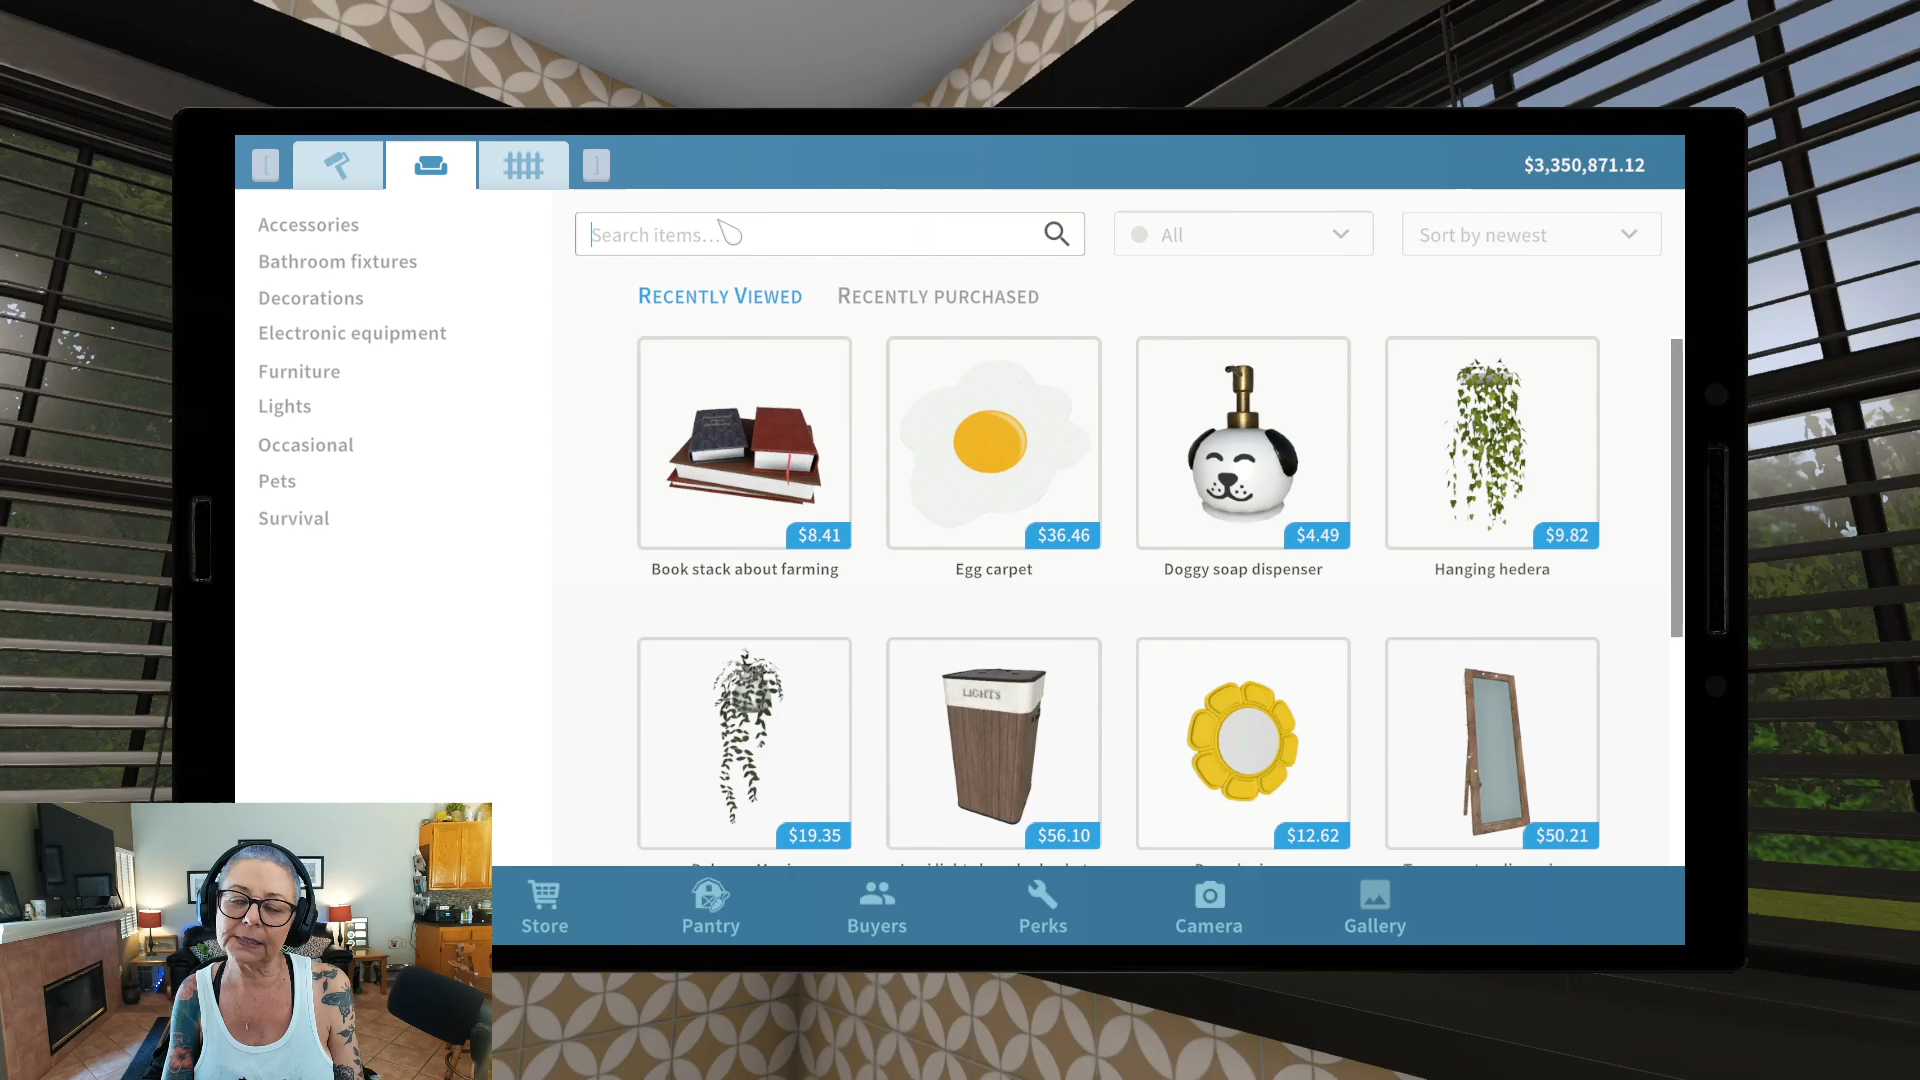 [
]
$3,350,871.12
Accessories
Bathroom fixtures
Decorations
Electronic equipment
Furniture
Lights
Occasional
Pets
Survival
Search items...
All
Sort by newest
RECENTLY VIEWED
RECENTLY PURCHASED
$8.41
$36.46
$4.49
$9.82
Book stack about farming
Egg carpet
Doggy soap dispenser
Hanging hedera
LIGHTS
$19.35
$56.10
$12.62
$50.21
Store
Pantry
Buyers
Perks
Camera
Gallery